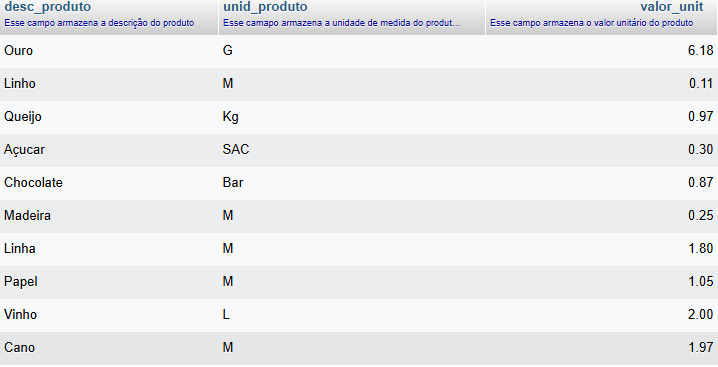 desc_produto unid_produto valor_unit
Esse campo armazena a descrição do produto Esse camapo armazena a unidade de medida do produt... Esse campo armazena o valor unitário do produto
Ouro G 6.18
Linho M 0.11
Queijo Kg 0.97
Açucar SAC 0.30
Chocolate Bar 0.87
Madeira M 0.25
Linha M 1.80
Papel M 1.05
Vinho L 2.00
Cano M 1.97